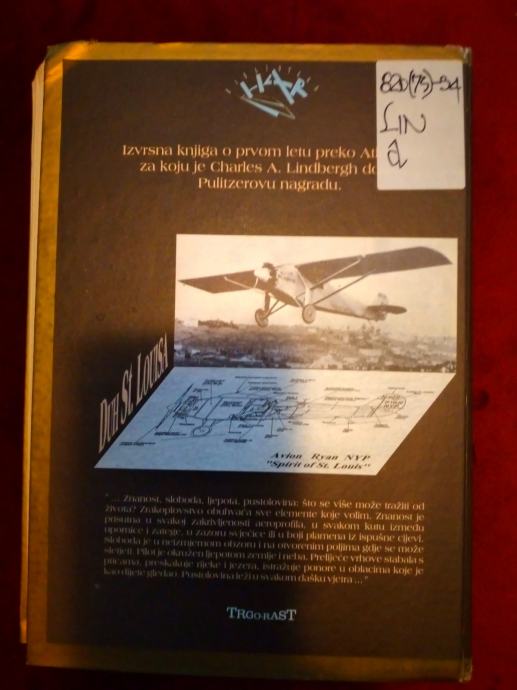 820(73)-94
LIN
Izvrsna knjiga o prvom letu preko
za koju je Charles A. Lindbergh
Pulitzerovu nagradu.
DUH ST. LOUISA
Avion Ryan NYP
"Spirit of St. Louis"
" ... Znanost, sloboda, ljepota, pustolovina: što se više može tražiti od
života? Zrakoplovstvo obuhvaća sve elemente koje volim. Znanost je
prisutna u svakoj zakrivljenosti aeroprofila, u svakom kutu između
upornice i zatege, u zazoru svjećice ili u boji plamena iz ispušne cijevi.
Sloboda je u neizmjernom obzoru i na otvorenim poljima gdje se može
sletjeti. Pilot je okružen ljepotom zemlje i neba. Prelijeće vrhove stabala s
pticama, preskakuje rijeke i jezera, istražuje ponore u oblacima koje je
kao dijete gledao. Pustolovina leži u svakom dašku vjetra ... "
TRGO-RAST